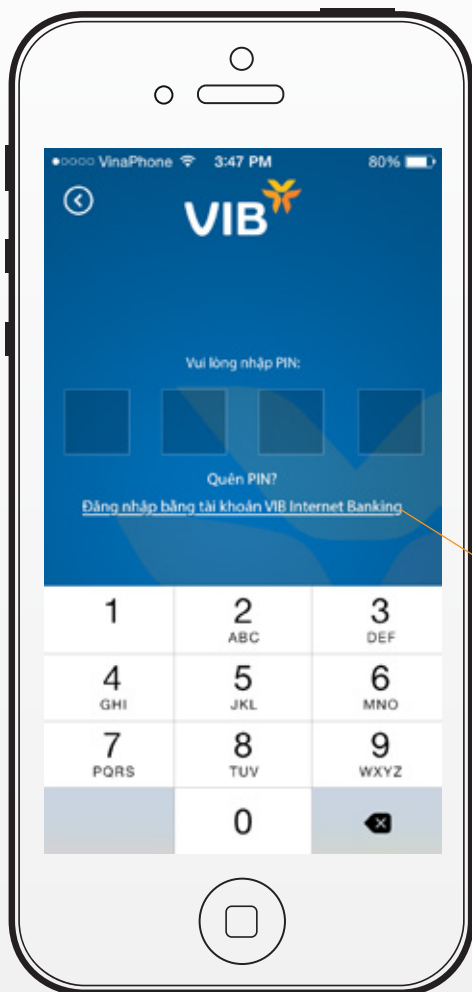 VinaPhone 3:47 PM 80%
VIB
Vui lòng nhập PIN:
Quên PIN?
Đăng nhập bằng tài khoản VIB Internet Banking
1 2 3
ABC DEF
4 5 6
GHI JKL MNO
7 8 9
PQRS TUV WXYZ
0